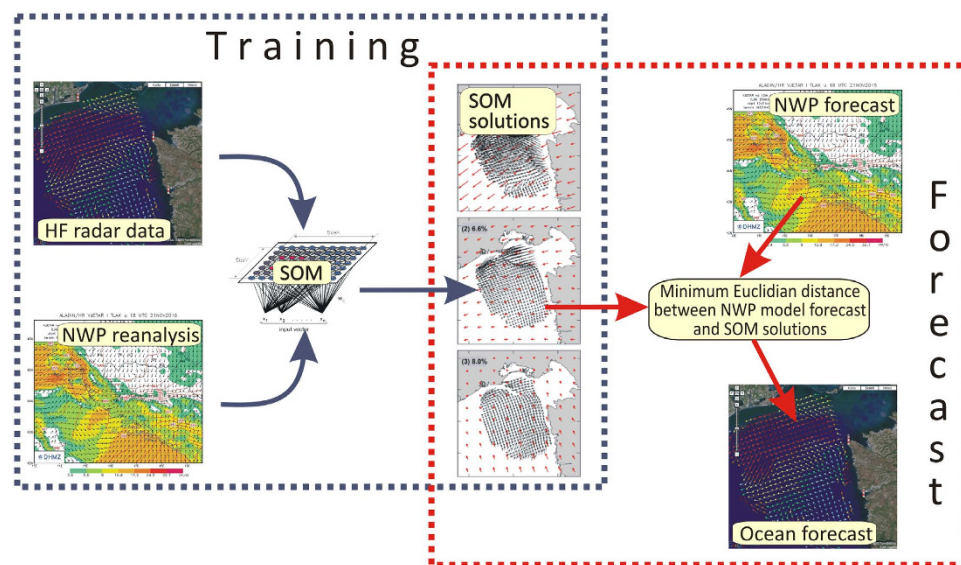 Training
HF radar data
NWP reanalysis
©DHMZ
SOM
input vector
SOM
solutions
(2) 6.6%
(3) 8.0%
NWP forecast
©DHMZ
Minimum Euclidian distance
between NWP model forecast
and SOM solutions
Ocean forecast
Forecast